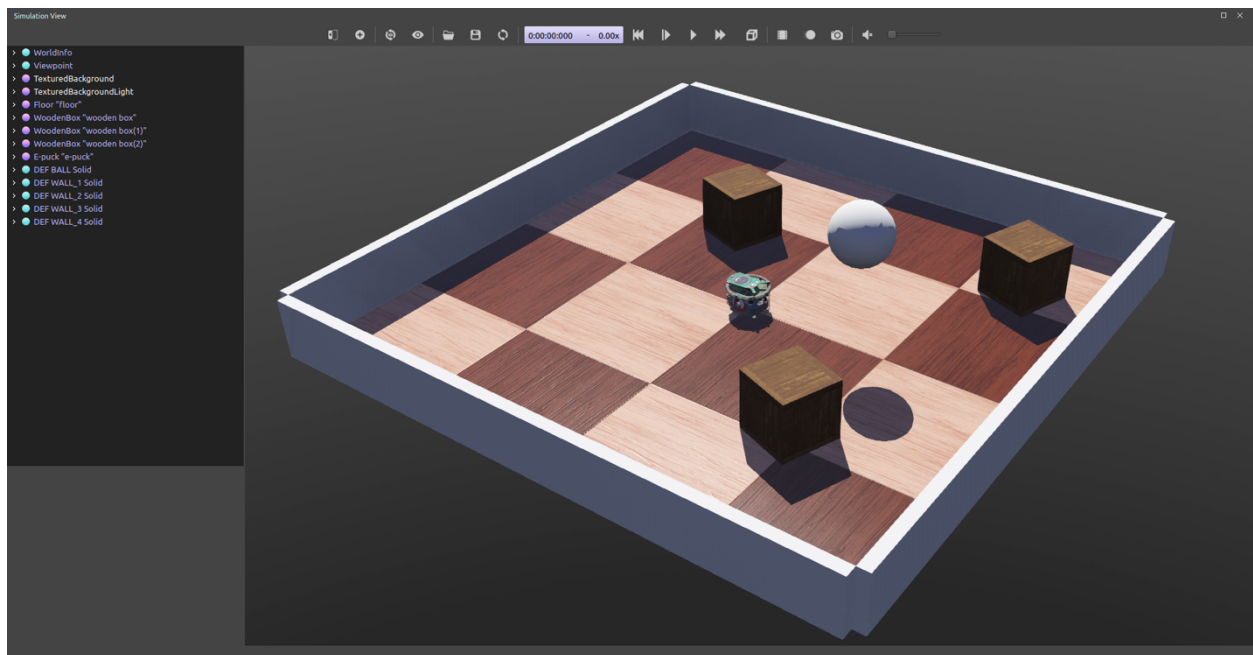 Simulation View
0:00:00:000 - 0.00x
WorldInfo
Viewpoint
TexturedBackground
TexturedBackgroundLight
Floor "floor"
WoodenBox "wooden box"
WoodenBox "wooden box(1)"
WoodenBox "wooden box(2)"
E-puck "e-puck"
DEF BALL Solid
DEF WALL_1 Solid
DEF WALL_2 Solid
DEF WALL_3 Solid
DEF WALL_4 Solid